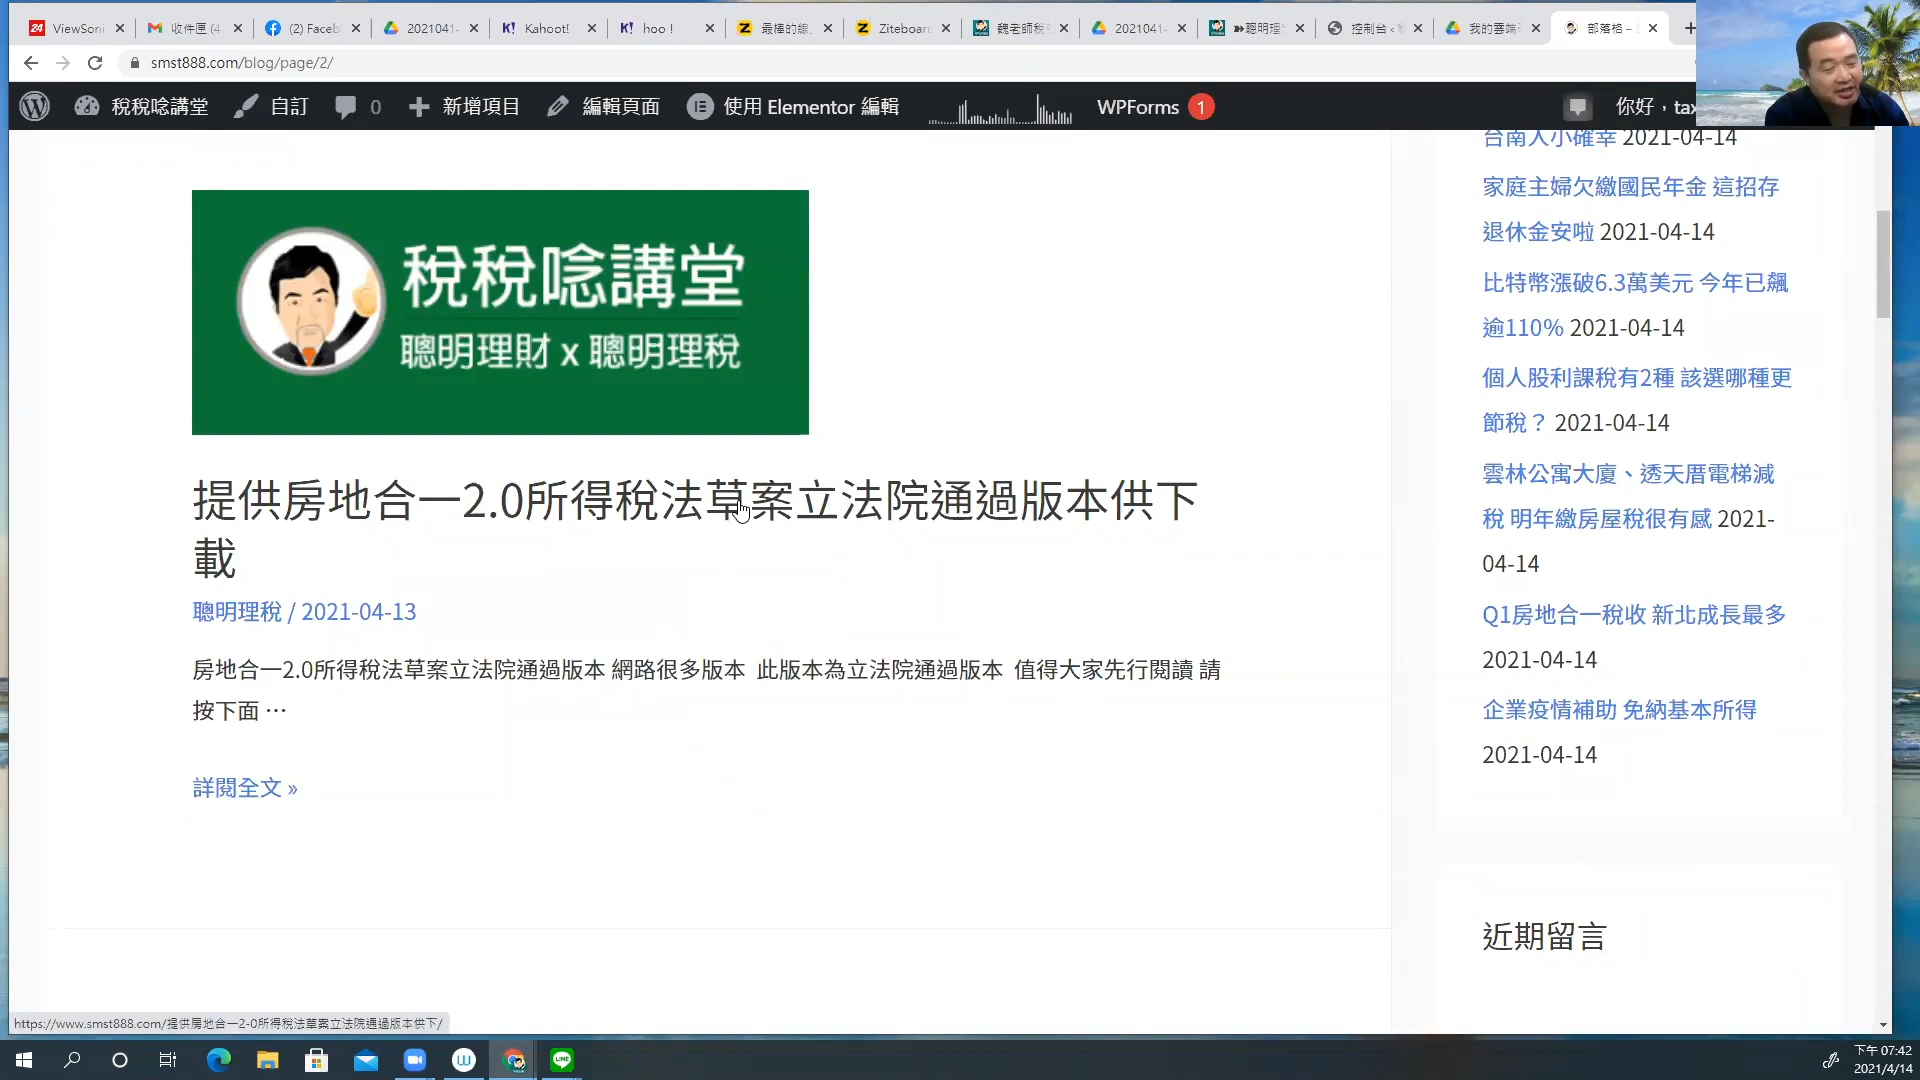 ViewSoni
收件匣 (4
(2) Faceb
2021041-
Kahoot!
hoo !
Ziteboard
2021041-
我的雲端
部落格 –
smst888.com/blog/page/2/
稅稅唸講堂
自訂
0
新增項目
編輯頁面
使用 Elementor 編輯
WPForms 1
你好，tax
台南人小確幸 2021-04-14
家庭主婦欠繳國民年金 這招存
退休金安啦 2021-04-14
比特幣漲破6.3萬美元 今年已飆
逾110% 2021-04-14
個人股利課稅有2種 該選哪種更
節稅？ 2021-04-14
雲林公寓大廈、透天厝電梯減
稅 明年繳房屋稅很有感 2021-
04-14
Q1房地合一稅收 新北成長最多
2021-04-14
企業疫情補助 免納基本所得
2021-04-14
近期留言
稅稅唸講堂
聰明理財 x 聰明理稅
提供房地合一2.0所得稅法草案立法院通過版本供下
載
聰明理稅 / 2021-04-13
房地合一2.0所得稅法草案立法院通過版本 網路很多版本 此版本為立法院通過版本 值得大家先行閱讀 請
按下面 …
詳閱全文 »
https://www.smst888.com/提供房地合一2-0所得稅法草案立法院通過版本供下/
下午 07:42
2021/4/14